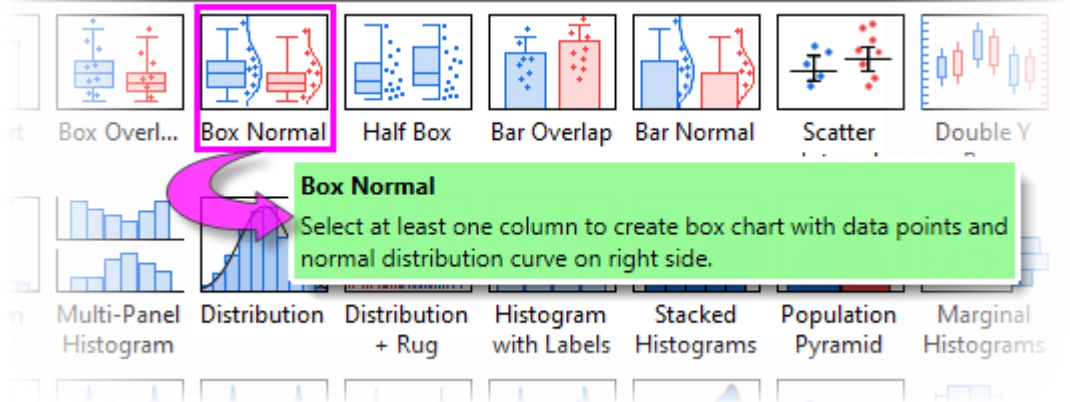 Box Overl...
Box Normal
Half Box
Bar Overlap
Bar Normal
Scatter
Double Y
Box Normal
Select at least one column to create box chart with data points and
normal distribution curve on right side.
Multi-Panel
Histogram
Distribution
Distribution
+ Rug
Histogram
with Labels
Stacked
Histograms
Population
Pyramid
Marginal
Histograms